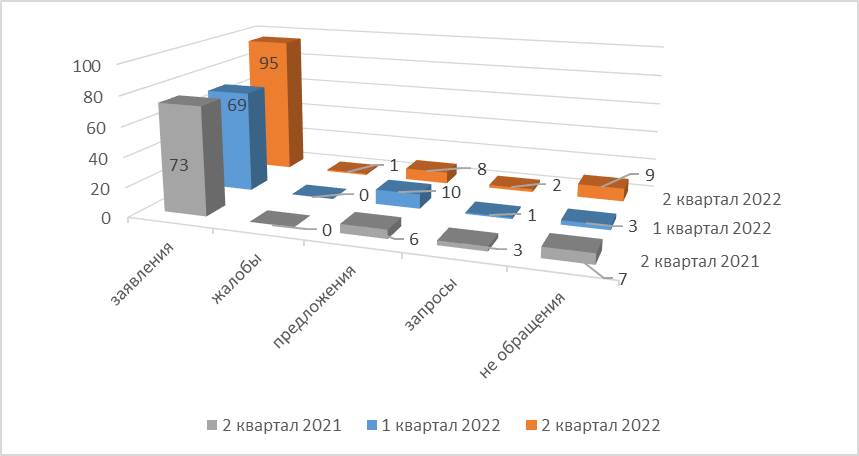 100
80
60
40
20
0
95
69
73
1
8
2
9
0
10
1
3
0
6
3
7
2 квартал 2022
1 квартал 2022
2 квартал 2021
заявления
жалобы
предложения
запросы
не обращения
2 квартал 2021 1 квартал 2022 2 квартал 2022